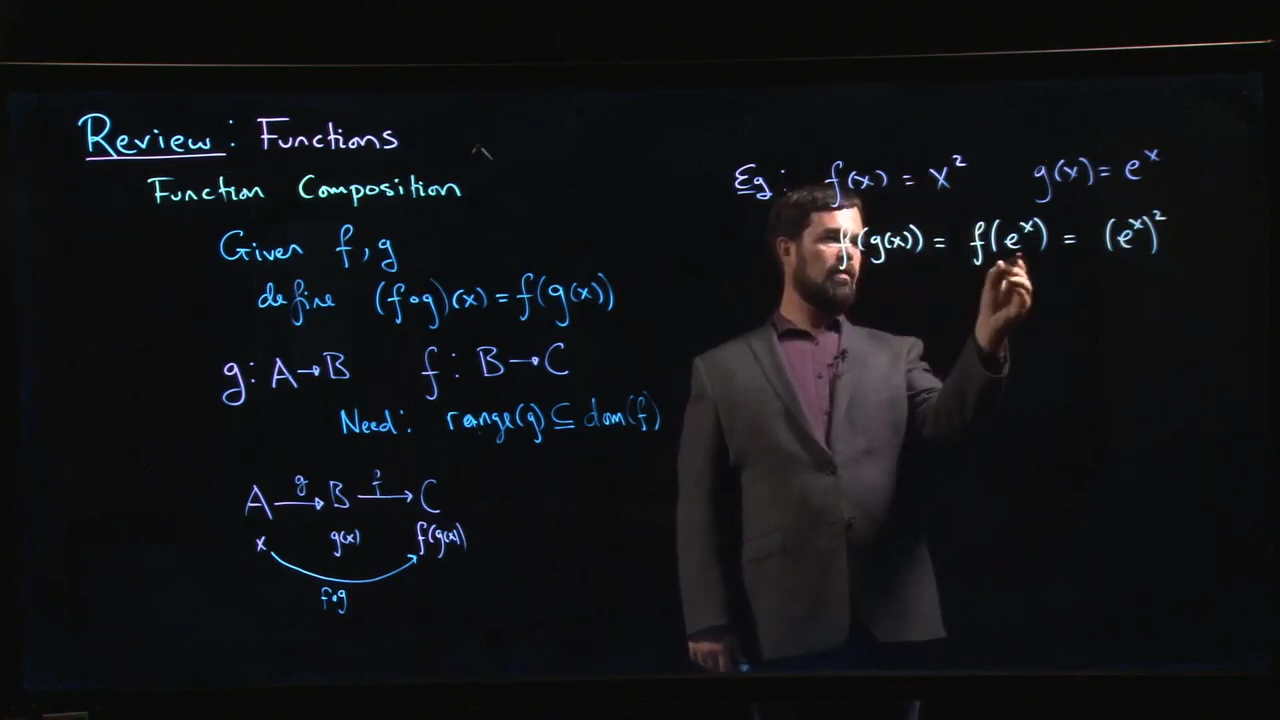 Review: Functions
Function Composition
Given f, g
define (f∘g)(x) = f(g(x))
g: A→B f: B→C
Need: range(g) ⊆ dom(f)
A g→ B f→ C
x g(x) f(g(x))
f∘g
Eg: f(x) = x² g(x) = eˣ
f(g(x)) = f(eˣ) = (eˣ)²